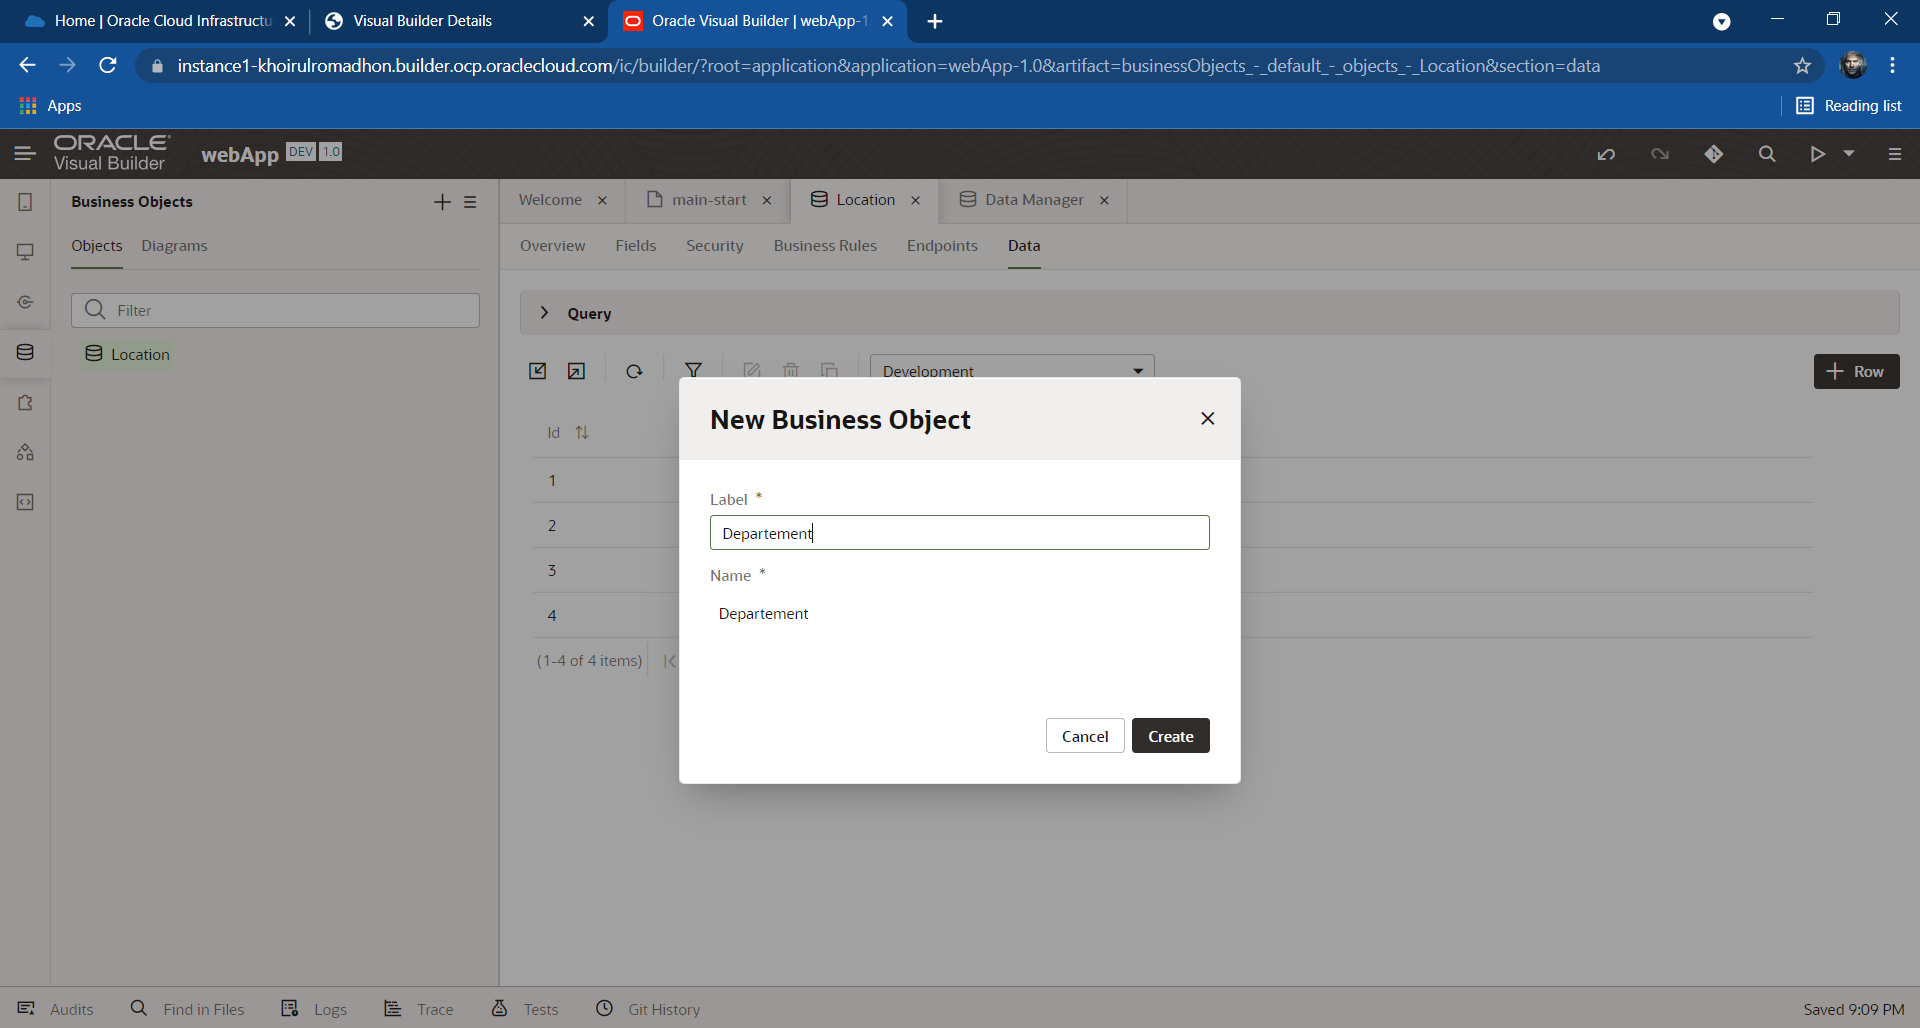 Home | Oracle Cloud Infrastructu
Visual Builder Details
Oracle Visual Builder | webApp-1.
instance1-khoirulromadhon.builder.ocp.oraclecloud.com/ic/builder/?root=application&application=webApp-1.0&artifact=businessObjects_-_default_-_objects_-_Location&section=data
Apps
Reading list
ORACLE
Visual Builder
webApp DEV 1.0
Business Objects
Objects Diagrams
Filter
Location
Welcome
main-start
Location
Data Manager
Overview Fields Security Business Rules Endpoints Data
Query
Development
Row
Id
1
2
3
4
(1-4 of 4 items)
New Business Object
Label *
Departement
Name *
Departement
Cancel Create
Audits Find in Files Logs Trace Tests Git History
Saved 9:09 PM